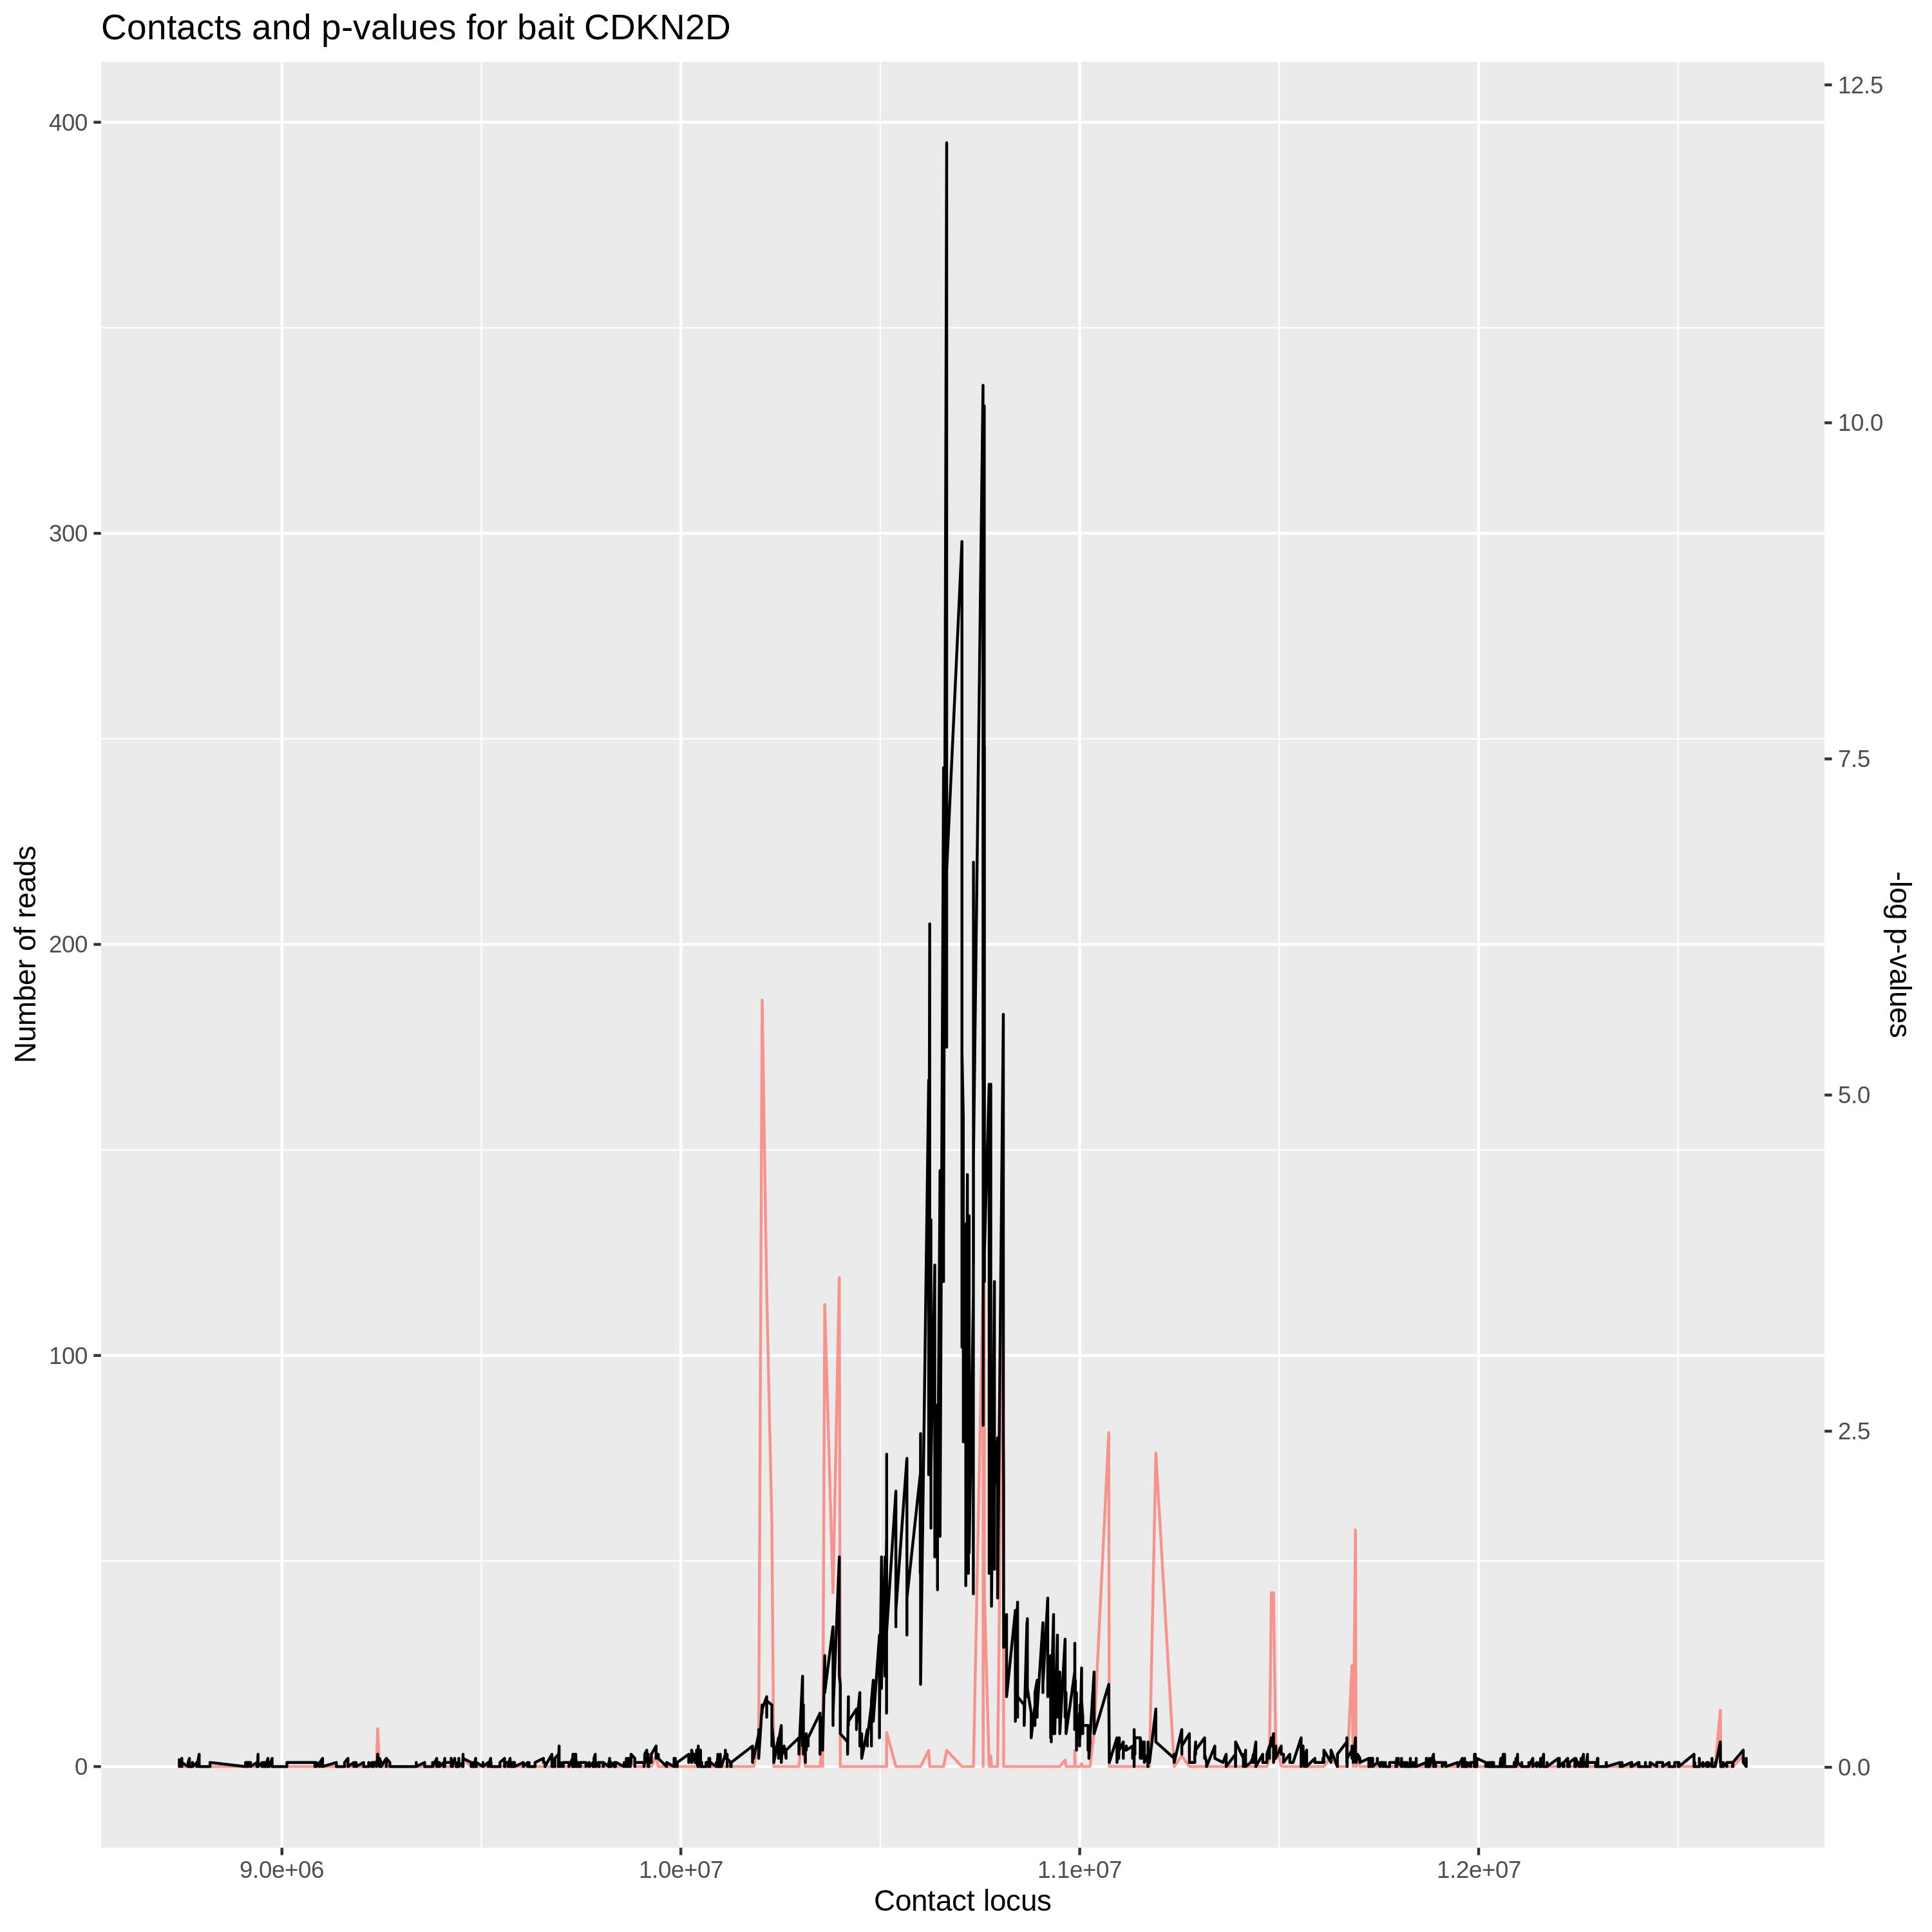 Contacts and p-values for bait CDKN2D
400
300
200
100
0
12.5
10.0
7.5
5.0
2.5
0.0
Number of reads
-log p-values
9.0e+06
1.0e+07
1.1e+07
1.2e+07
Contact locus